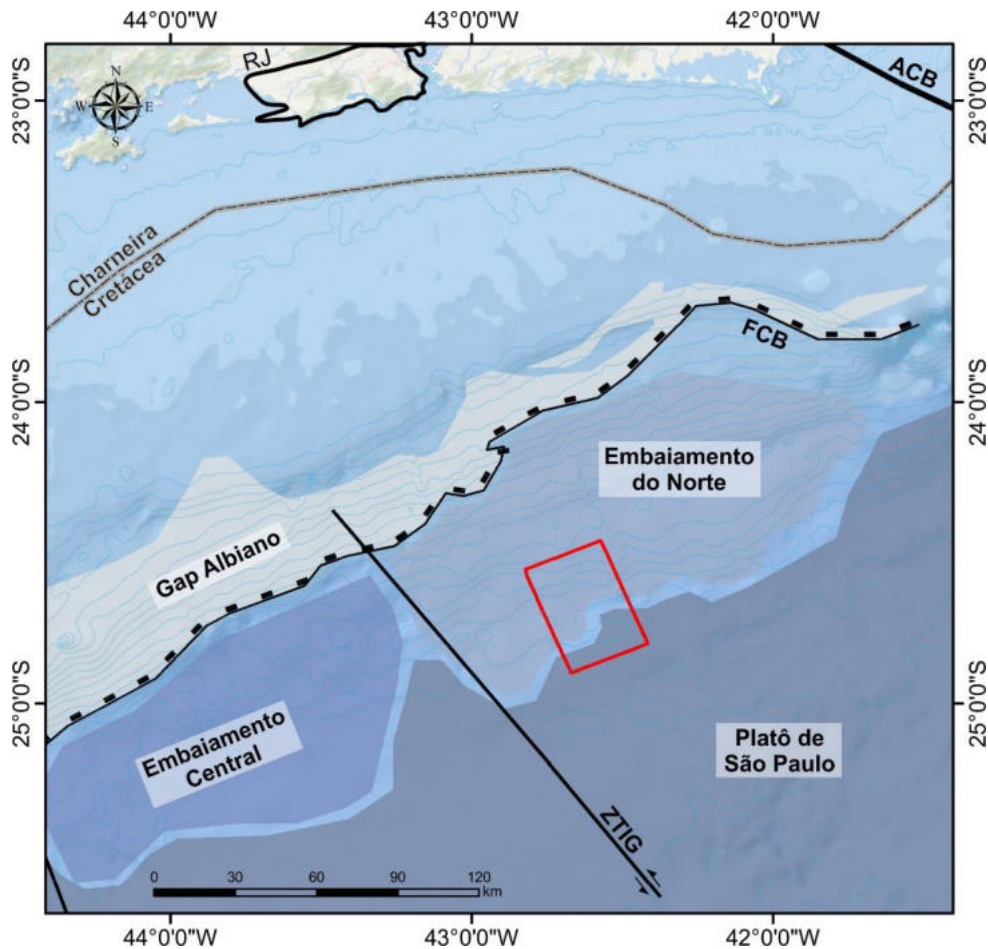 44°0'0"W
43°0'0"W
42°0'0"W
RJ
ACB
N
W
E
S
23°0'0"S
23°0'0"S
Charneira
Cretácea
FCB
24°0'0"S
24°0'0"S
Embaiamento
do Norte
Gap Albiano
25°0'0"S
25°0'0"S
Embaiamento
Central
Platô de
São Paulo
ZTIG
0
30
60
90
120
km
44°0'0"W
43°0'0"W
42°0'0"W